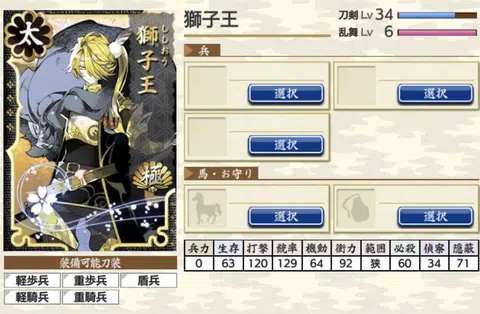 太
獅子王
ししおう
極
獅子王
刀剣 Lv 34
乱舞 Lv 6
兵
選択
選択
選択
馬・お守り
選択
選択
兵力 生存 打撃 統率 機動 衝力 範囲 必殺 偵察 隠蔽
0 63 120 129 64 92 狭 60 34 71
装備可能刀装
軽歩兵 重歩兵 盾兵
軽騎兵 重騎兵